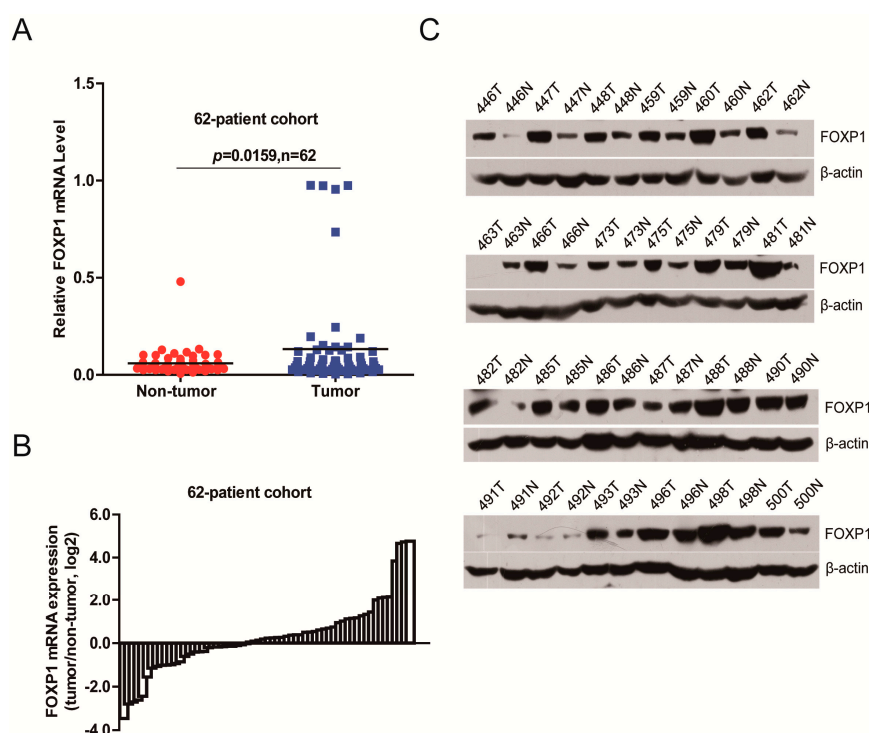 A
1.5
1.0
0.5
0.0
Relative FOXP1 mRNA Level
62-patient cohort
p=0.0159,n=62
Non-tumor
Tumor
B
62-patient cohort
6.0
4.0
2.0
0.0
-2.0
-4.0
FOXP1 mRNA expression
(tumor/non-tumor, log2)
C
446T 446N 447T 447N 448T 448N 459T 459N 460T 460N 462T 462N
FOXP1
β-actin
463T 463N 466T 466N 473T 473N 475T 475N 479T 479N 481T 481N
FOXP1
β-actin
482T 482N 485T 485N 486T 486N 487T 487N 488T 488N 490T 490N
FOXP1
β-actin
491T 491N 492T 492N 493T 493N 496T 496N 498T 498N 500T 500N
FOXP1
β-actin